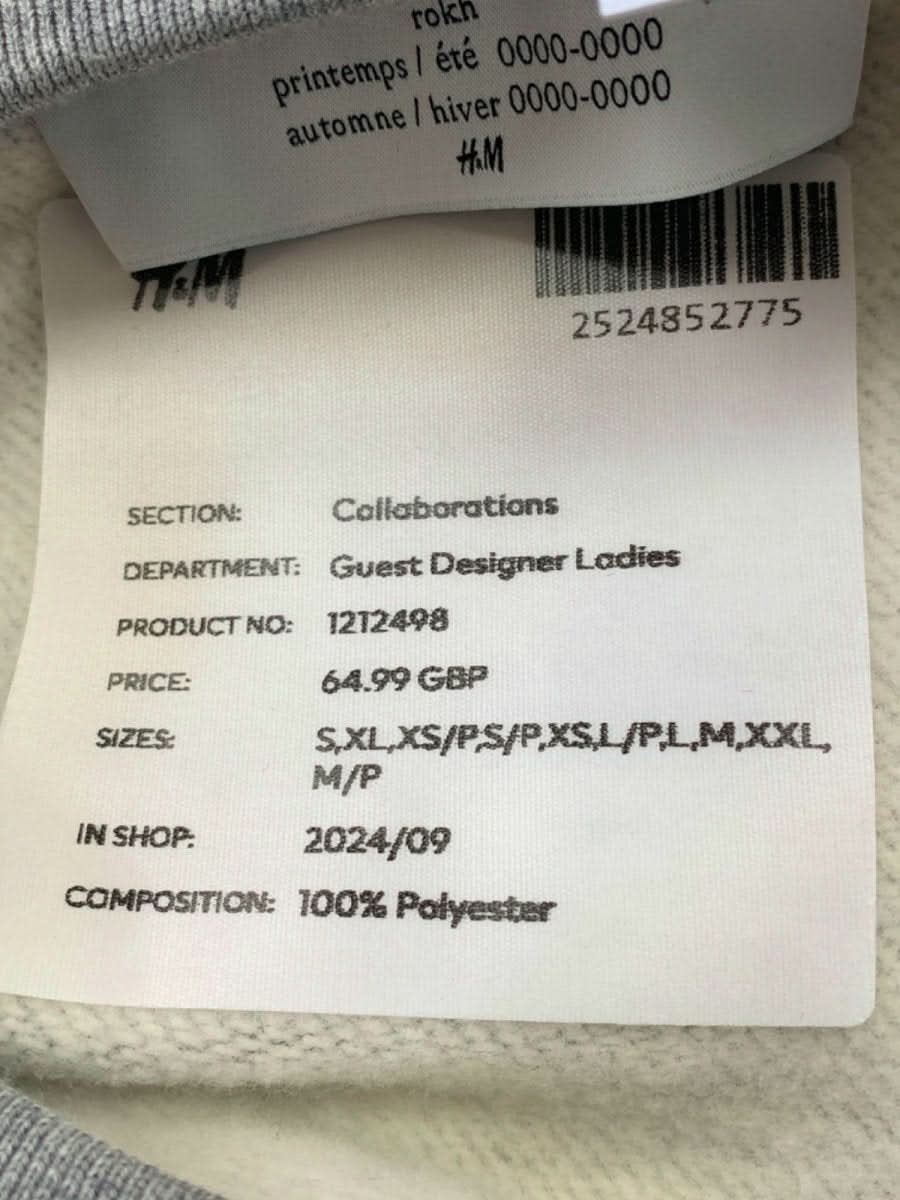 rokh
printemps / été 0000-0000
automne / hiver 0000-0000
H&M
H&M
2524852775
SECTION: Collaborations
DEPARTMENT: Guest Designer Ladies
PRODUCT NO: 1212498
PRICE: 64.99 GBP
SIZES: S,XL,XS/P,S/P,XS,L/P,L,M,XXL,
M/P
IN SHOP: 2024/09
COMPOSITION: 100% Polyester